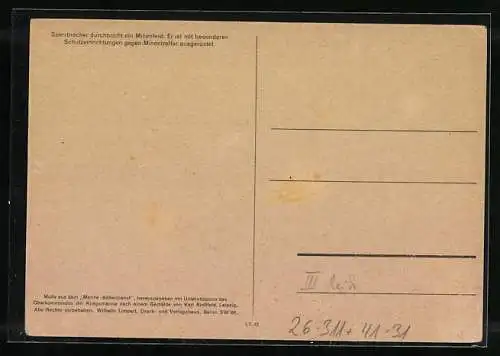 Sperrbrecher durchbricht ein Minenfeld. Er ist mit besonderen
Schutzeinrichtungen gegen Minentreffer ausgerüstet
Motiv aus dem „Marine-Bilderdienst", herausgegeben mit Unterstützung des
Oberkommandos der Kriegsmarine nach einem Gemälde von Karl Leipzig.
Alle Rechte vorbehalten. Wilhelm Limpert, Druck- und Verlagshaus, Berlin SW 68.
III
26-311 + 41-31